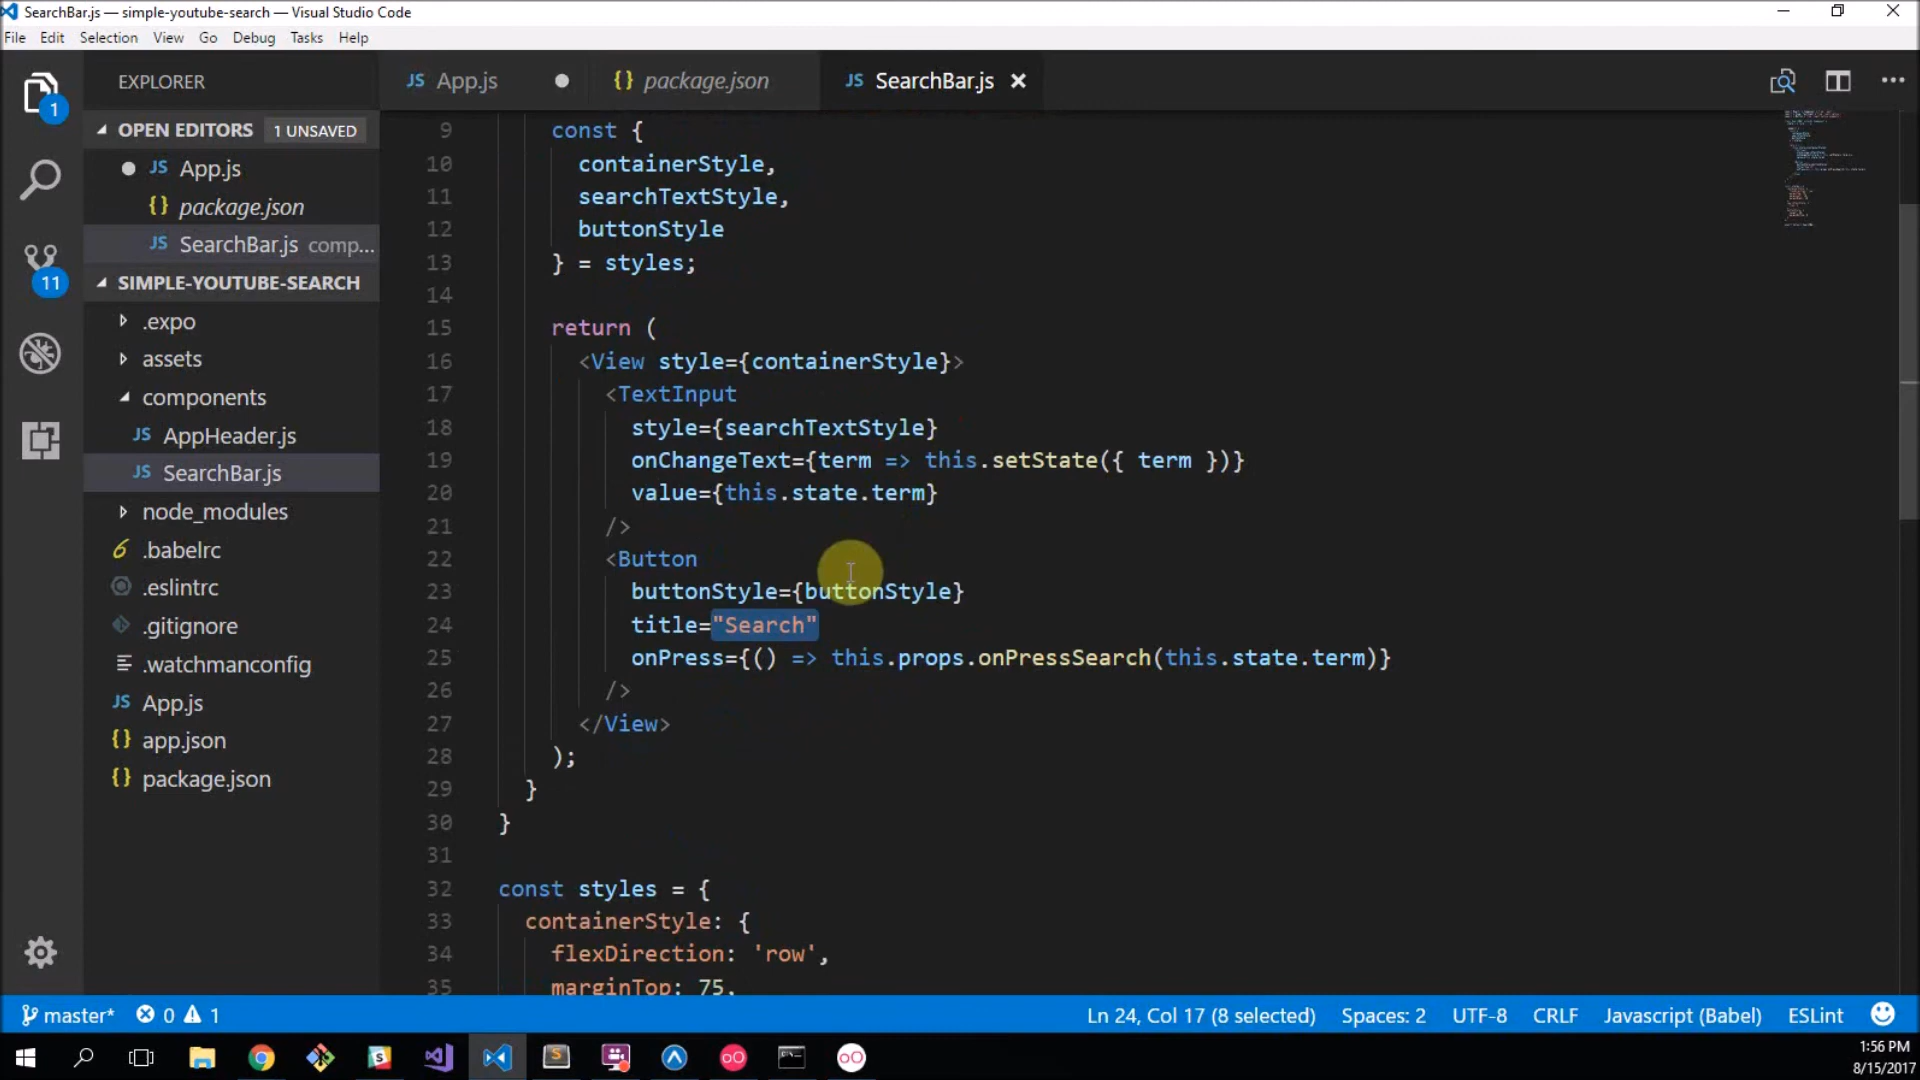 SearchBar.js — simple-youtube-search — Visual Studio Code
File Edit Selection View Go Debug Tasks Help
EXPLORER
OPEN EDITORS 1 UNSAVED
JS App.js
{} package.json
JS SearchBar.js comp...
SIMPLE-YOUTUBE-SEARCH
.expo
assets
components
JS AppHeader.js
JS SearchBar.js
node_modules
.babelrc
.eslintrc
.gitignore
.watchmanconfig
JS App.js
{} app.json
{} package.json
1
11
JS App.js {} package.json JS SearchBar.js
9 const {
10 containerStyle,
11 searchTextStyle,
12 buttonStyle
13 } = styles;
14
15 return (
16 <View style={containerStyle}>
17 <TextInput
18 style={searchTextStyle}
19 onChangeText={term => this.setState({ term })}
20 value={this.state.term}
21 />
22 <Button
23 buttonStyle={buttonStyle}
24 title="Search"
25 onPress={() => this.props.onPressSearch(this.state.term)}
26 />
27 </View>
28 );
29 }
30 }
31
32 const styles = {
33 containerStyle: {
34 flexDirection: 'row',
35 marginTop: 75,
master* 0 1 Ln 24, Col 17 (8 selected) Spaces: 2 UTF-8 CRLF Javascript (Babel) ESLint
1:56 PM
8/15/2017